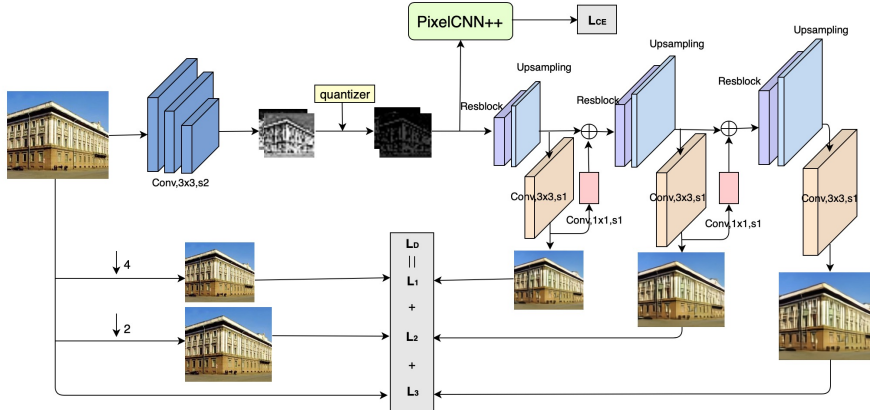 PixelCNN++
LCE
Upsampling
Upsampling
Upsampling
Resblock
Resblock
Resblock
quantizer
Conv,3x3,s2
Conv,3x3,s1
Conv,3x3,s1
Conv,3x3,s1
Conv,1x1,s1
Conv,1x1,s1
4
2
LD
||
L1
+
L2
+
L3